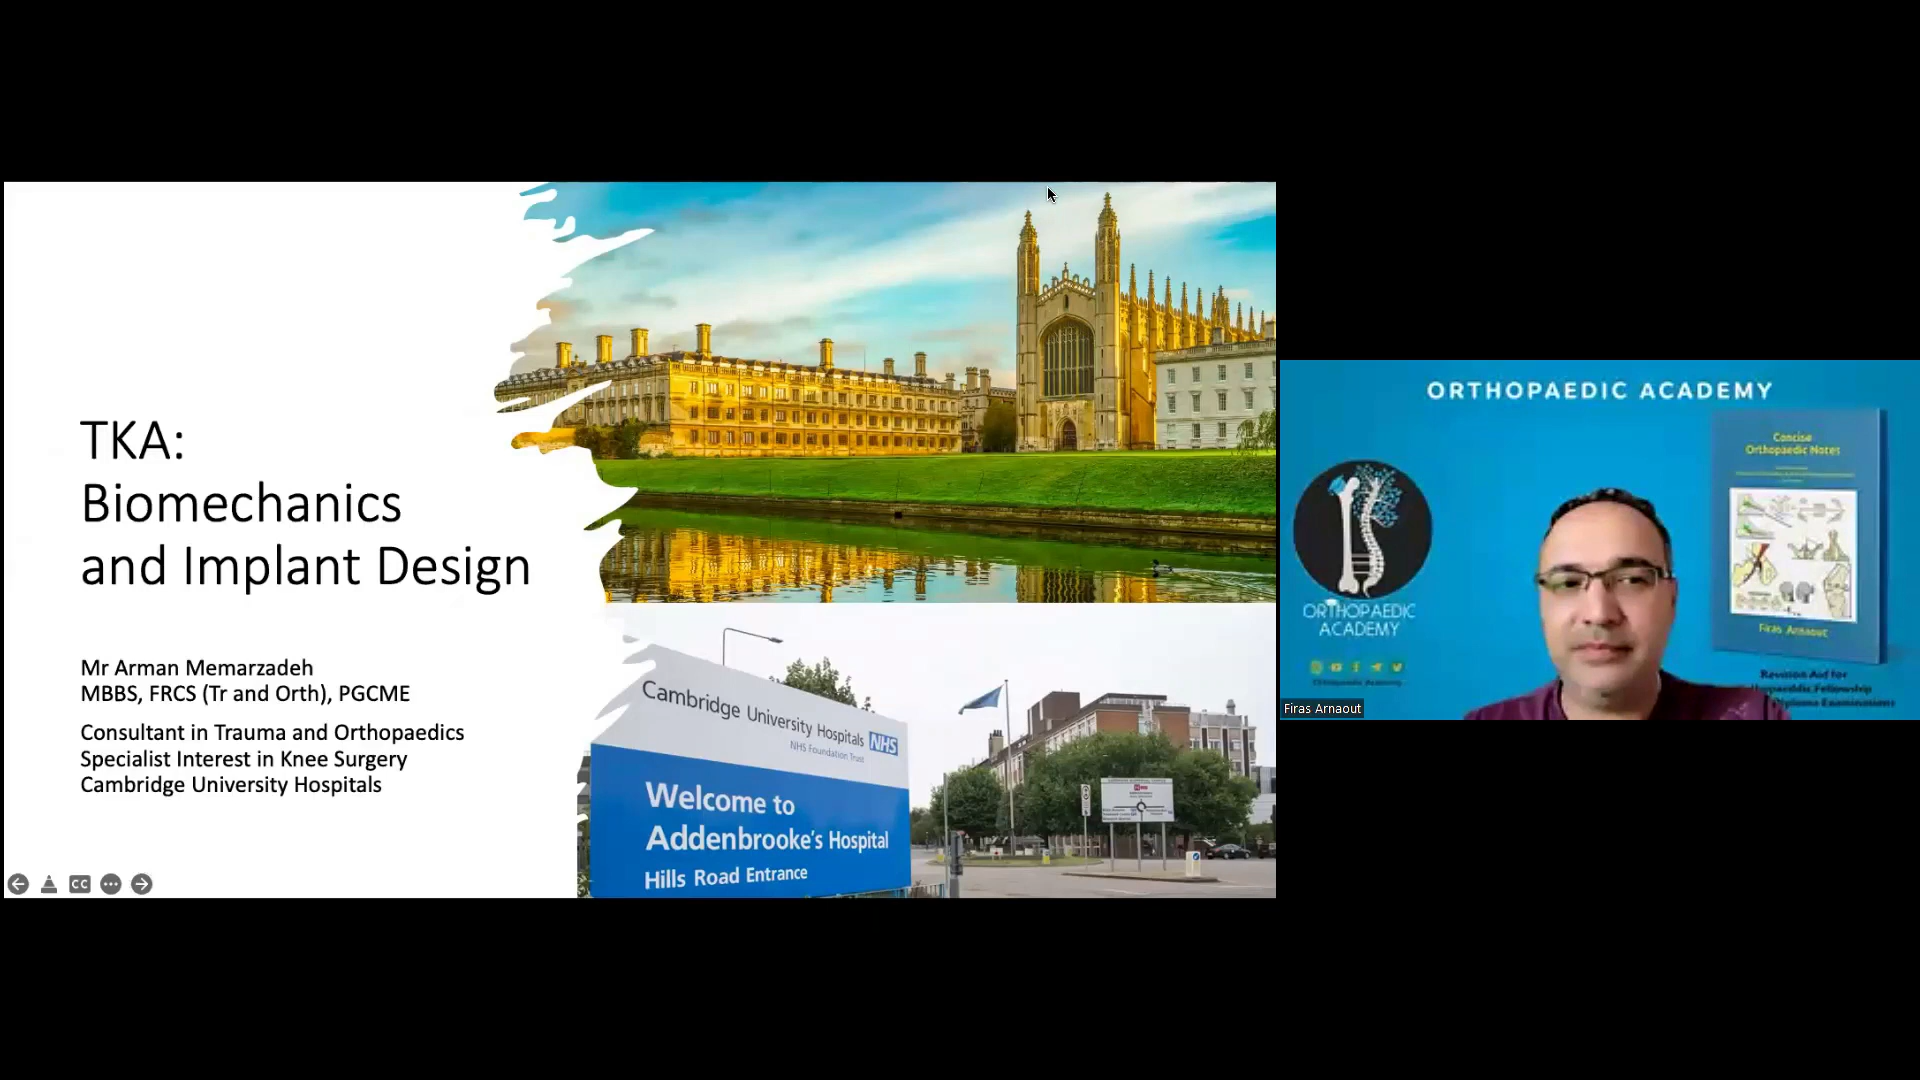 TKA:
Biomechanics
and Implant Design
Mr Arman Memarzadeh
MBBS, FRCS (Tr and Orth), PGCME
Consultant in Trauma and Orthopaedics
Specialist Interest in Knee Surgery
Cambridge University Hospitals
CC
Cambridge University Hospitals NHS
NHS Foundation Trust
Welcome to
Addenbrooke's Hospital
Hills Road Entrance
ORTHOPAEDIC ACADEMY
Concise
Orthopaedic Notes
Firas Arnaout
ORTHOPAEDIC
ACADEMY
Orthopaedic Academy
Revision Aid for
Fellowship
Diploma Examinations
Firas Arnaout